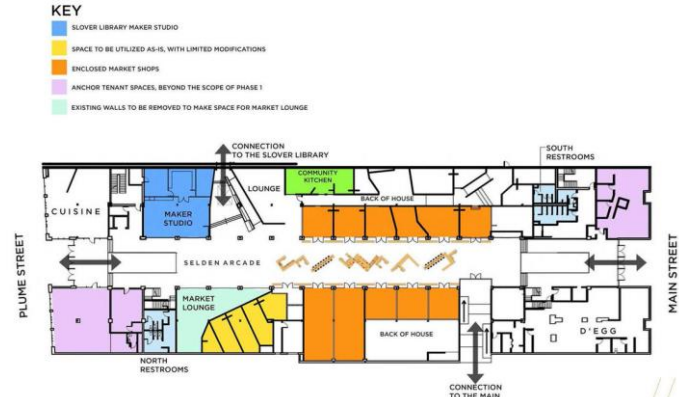 KEY
SLOVER LIBRARY MAKER STUDIO
SPACE TO BE UTILIZED AS-IS, WITH LIMITED MODIFICATIONS
ENCLOSED MARKET SHOPS
ANCHOR TENANT SPACES, BEYOND THE SCOPE OF PHASE 1
EXISTING WALLS TO BE REMOVED TO MAKE SPACE FOR MARKET LOUNGE
CONNECTION
TO THE SLOVER LIBRARY
SOUTH
RESTROOMS
COMMUNITY
KITCHEN
LOUNGE
BACK OF HOUSE
CUISINE
MAKER
STUDIO
PLUME STREET
SELDEN ARCADE
MAIN STREET
MARKET
LOUNGE
BACK OF HOUSE
D'EGG
NORTH
RESTROOMS
CONNECTION
TO THE MAIN